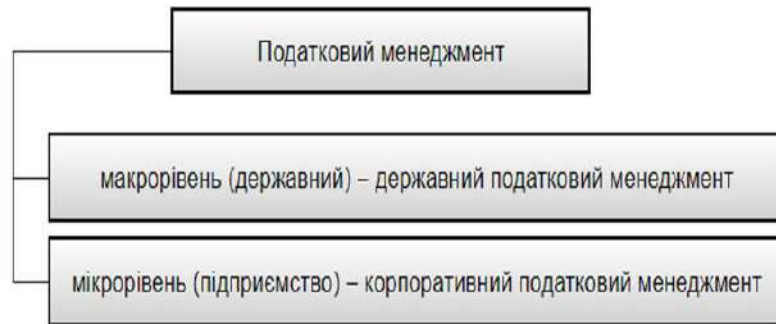 Податковий менеджмент
макрорівень (державний) – державний податковий менеджмент
мікрорівень (підприємство) – корпоративний податковий менеджмент